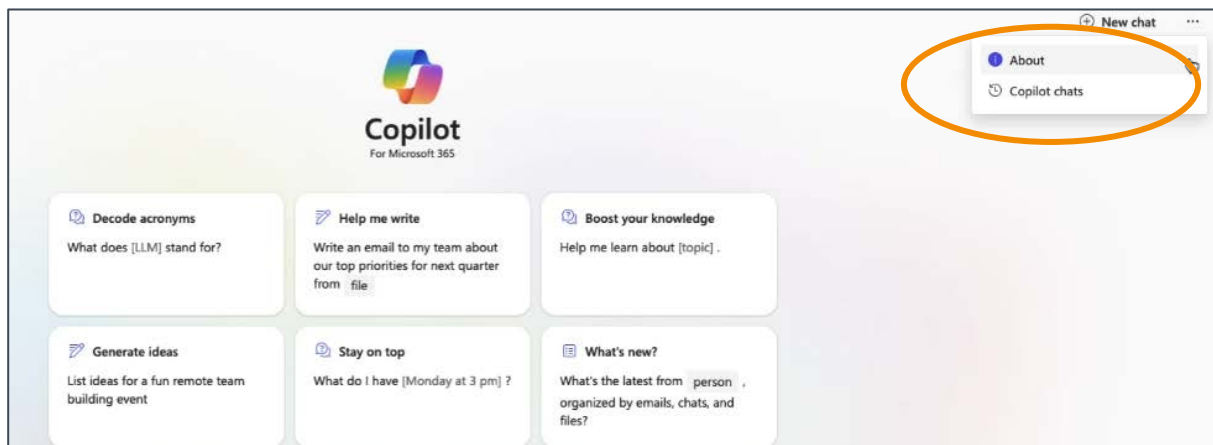 New chat ...
About
Copilot chats
Copilot
For Microsoft 365
Decode acronyms
What does [LLM] stand for?
Help me write
Write an email to my team about
our top priorities for next quarter
from file
Boost your knowledge
Help me learn about [topic] .
Generate ideas
List ideas for a fun remote team
building event
Stay on top
What do I have [Monday at 3 pm] ?
What's new?
What's the latest from person ,
organized by emails, chats, and
files?